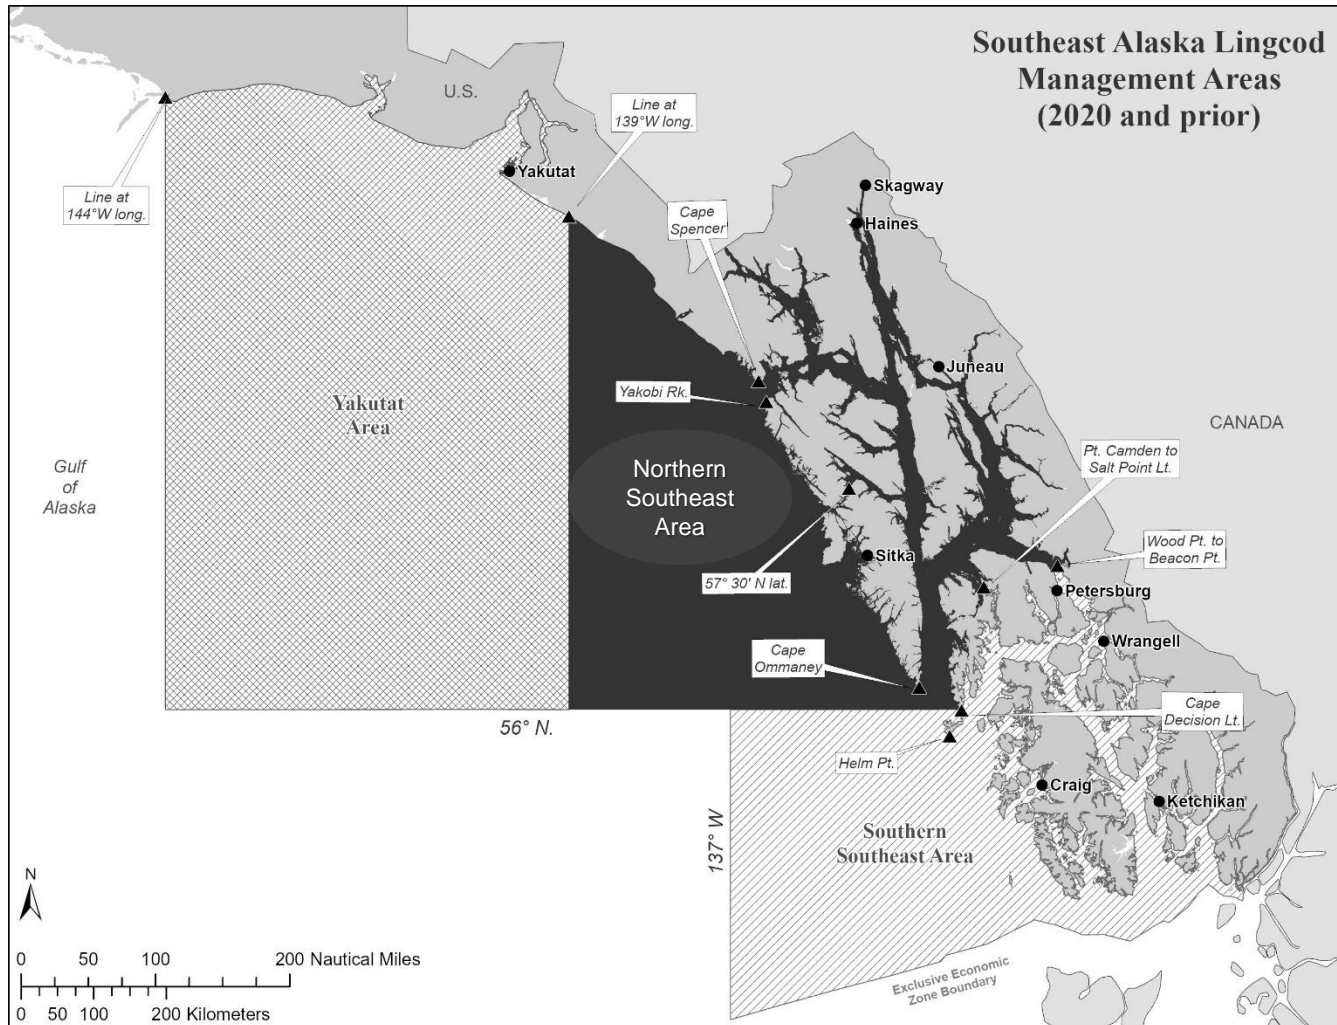 Southeast Alaska Lingcod
Management Areas
(2020 and prior)
U.S.
Line at
139°W long.
Yakutat
Line at
144°W long.
Skagway
Haines
Cape
Spencer
Juneau
Yakobi Rk.
Yakutat
Area
CANADA
Gulf
of
Alaska
Northern
Southeast
Area
Pt. Camden to
Salt Point Lt.
Wood Pt. to
Beacon Pt.
Sitka
57° 30' N lat.
Petersburg
Wrangell
Cape
Ommaney
56° N.
Cape
Decision Lt.
Helm Pt.
Craig
Ketchikan
137° W
Southern
Southeast Area
N
0 50 100 200 Nautical Miles
0 50 100 200 Kilometers
Exclusive Economic
Zone Boundary